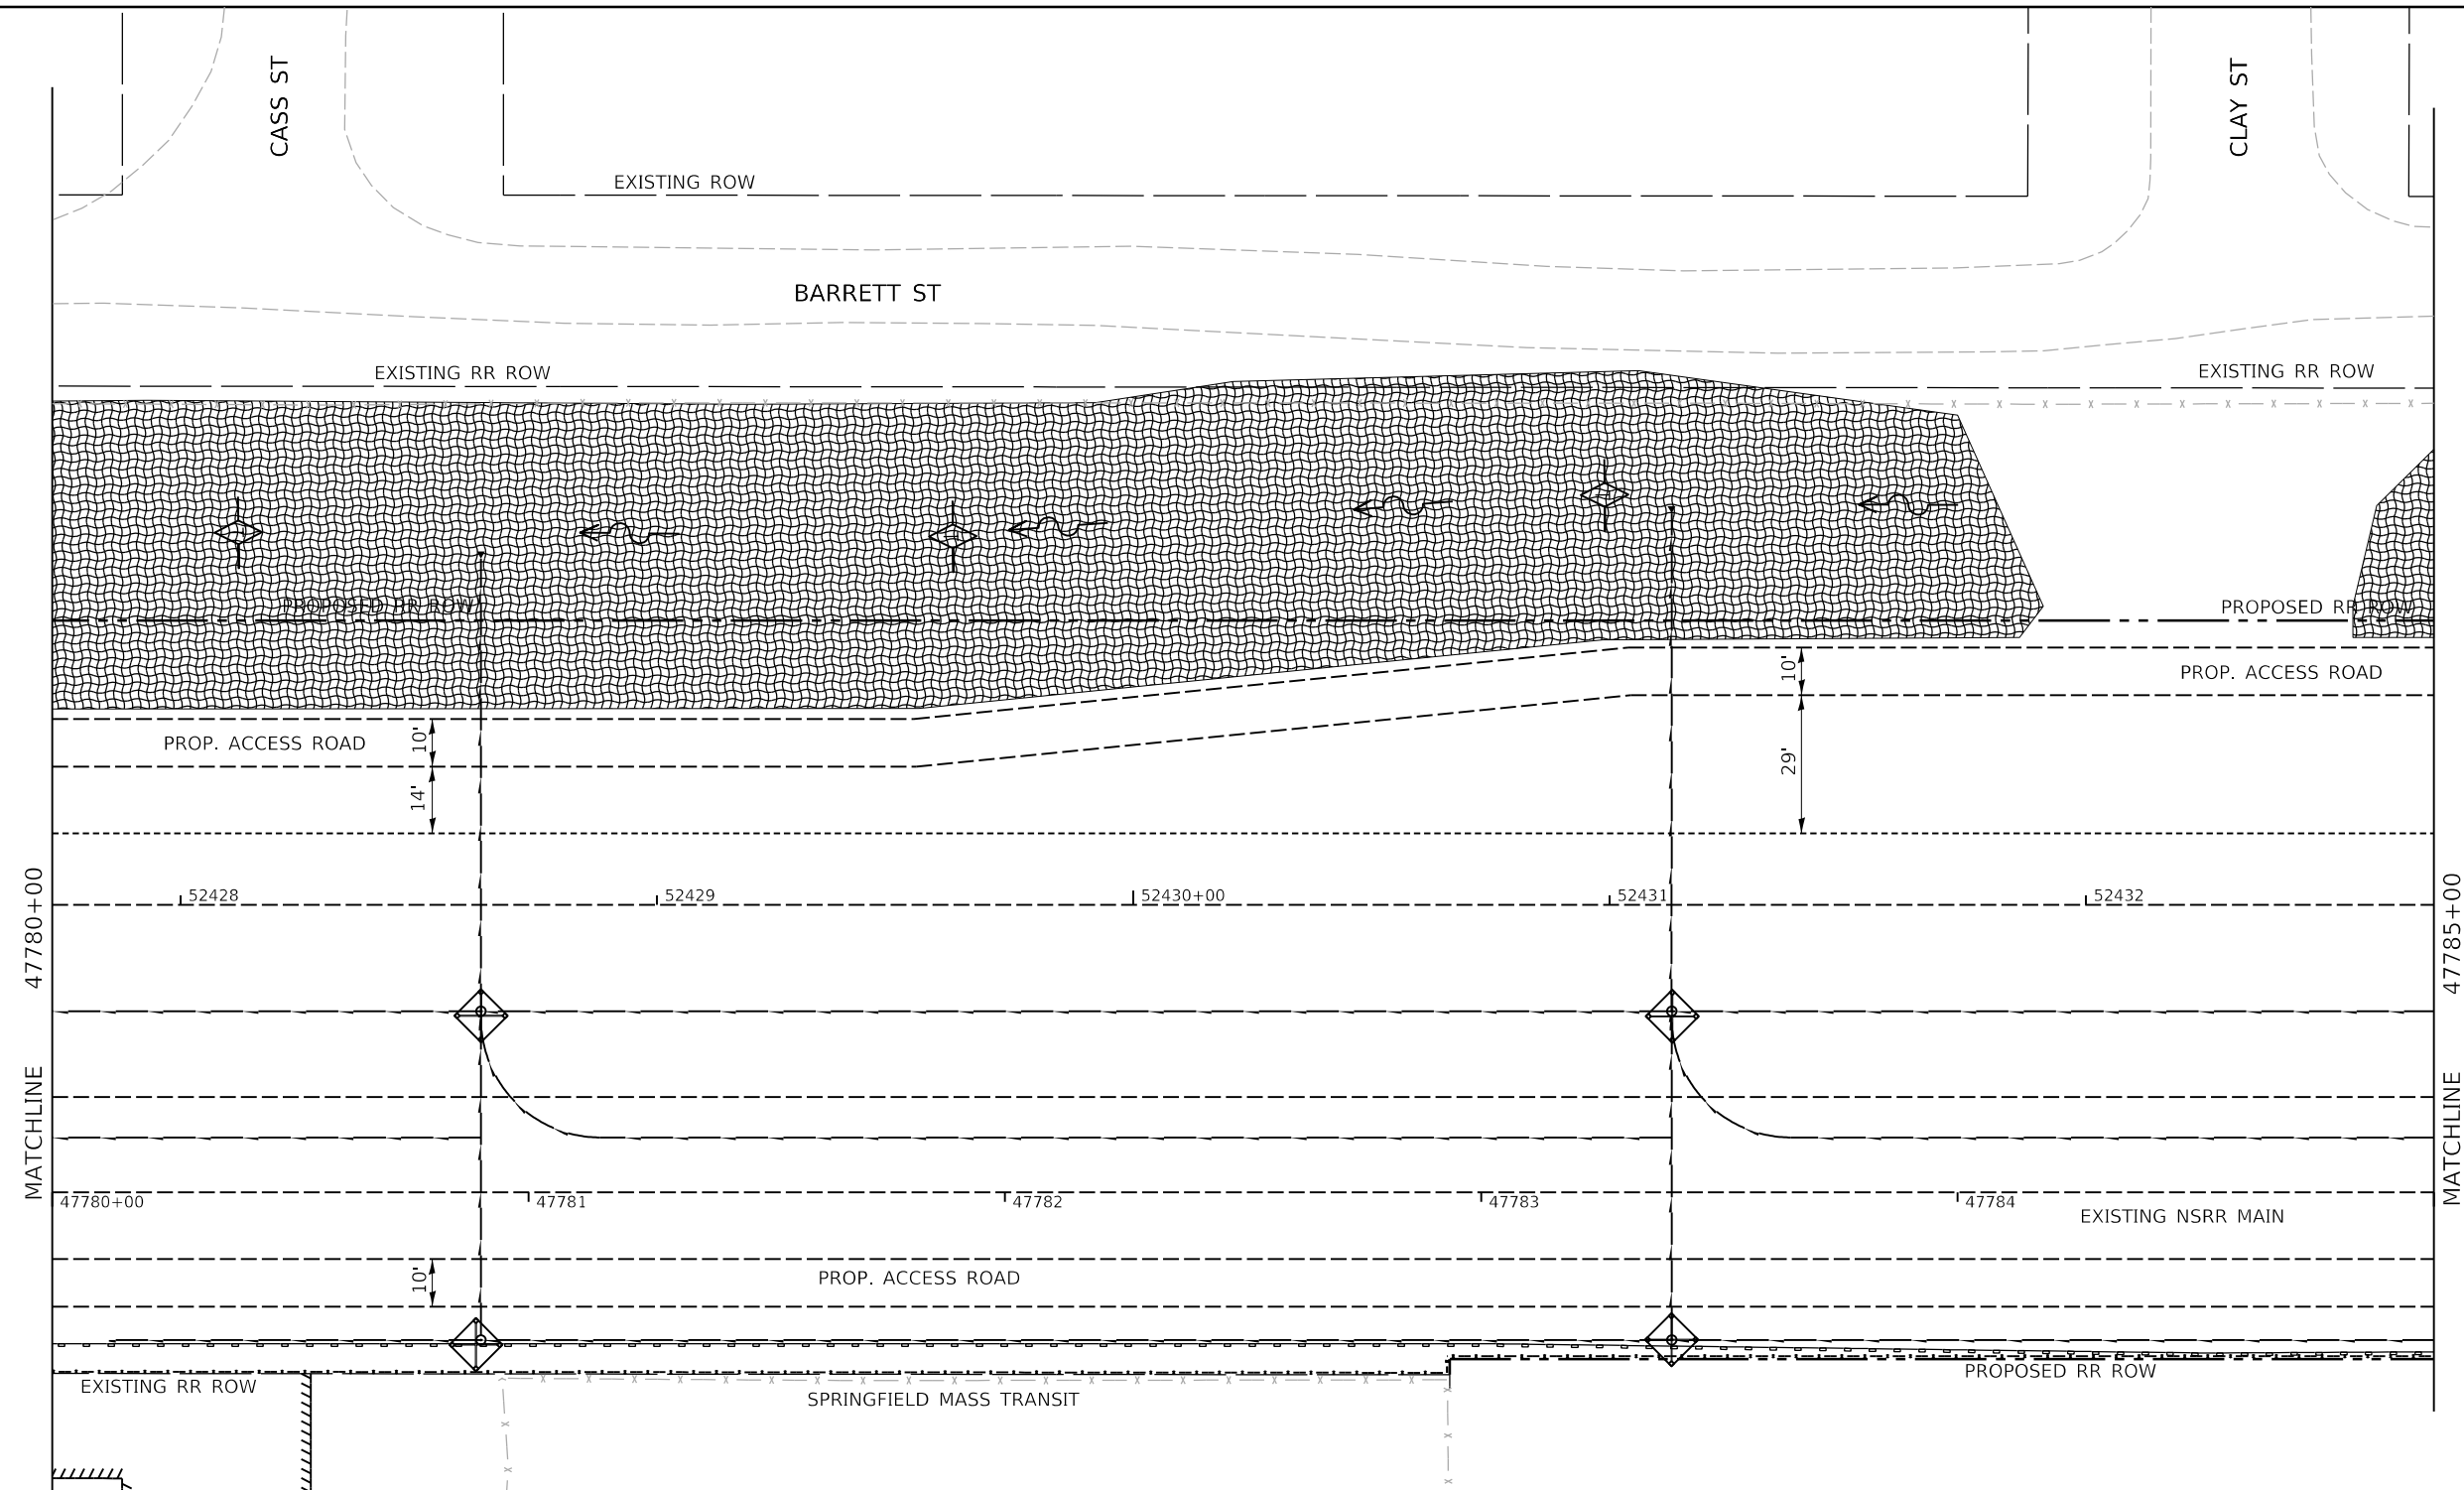 CASS ST
CLAY ST
EXISTING ROW
BARRETT ST
EXISTING RR ROW
EXISTING RR ROW
PROPOSED RR ROW
PROPOSED RR ROW
10'
PROP. ACCESS ROAD
PROP. ACCESS ROAD
10'
29'
14'
52428
52429
52430+00
52431
52432
MATCHLINE 47780+00
MATCHLINE 47785+00
47780+00
47781
47782
47783
47784
EXISTING NSRR MAIN
10'
PROP. ACCESS ROAD
EXISTING RR ROW
PROPOSED RR ROW
SPRINGFIELD MASS TRANSIT